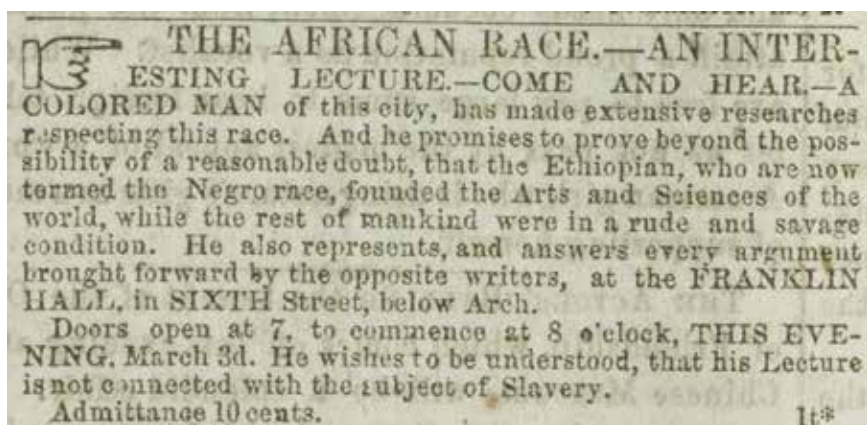 THE AFRICAN RACE.—AN INTER-
ESTING LECTURE.—COME AND HEAR.—A
COLORED MAN of this city, has made extensive researches
respecting this race. And he promises to prove beyond the pos-
sibility of a reasonable doubt, that the Ethiopian, who are now
termed the Negro race, founded the Arts and Sciences of the
world, while the rest of mankind were in a rude and savage
condition. He also represents, and answers every argument
brought forward by the opposite writers, at the FRANKLIN
HALL, in SIXTH Street, below Arch.
Doors open at 7, to commence at 8 o'clock, THIS EVE-
NING, March 3d. He wishes to be understood, that his Lecture
is not connected with the subject of Slavery.
Admittance 10 cents. 1t*